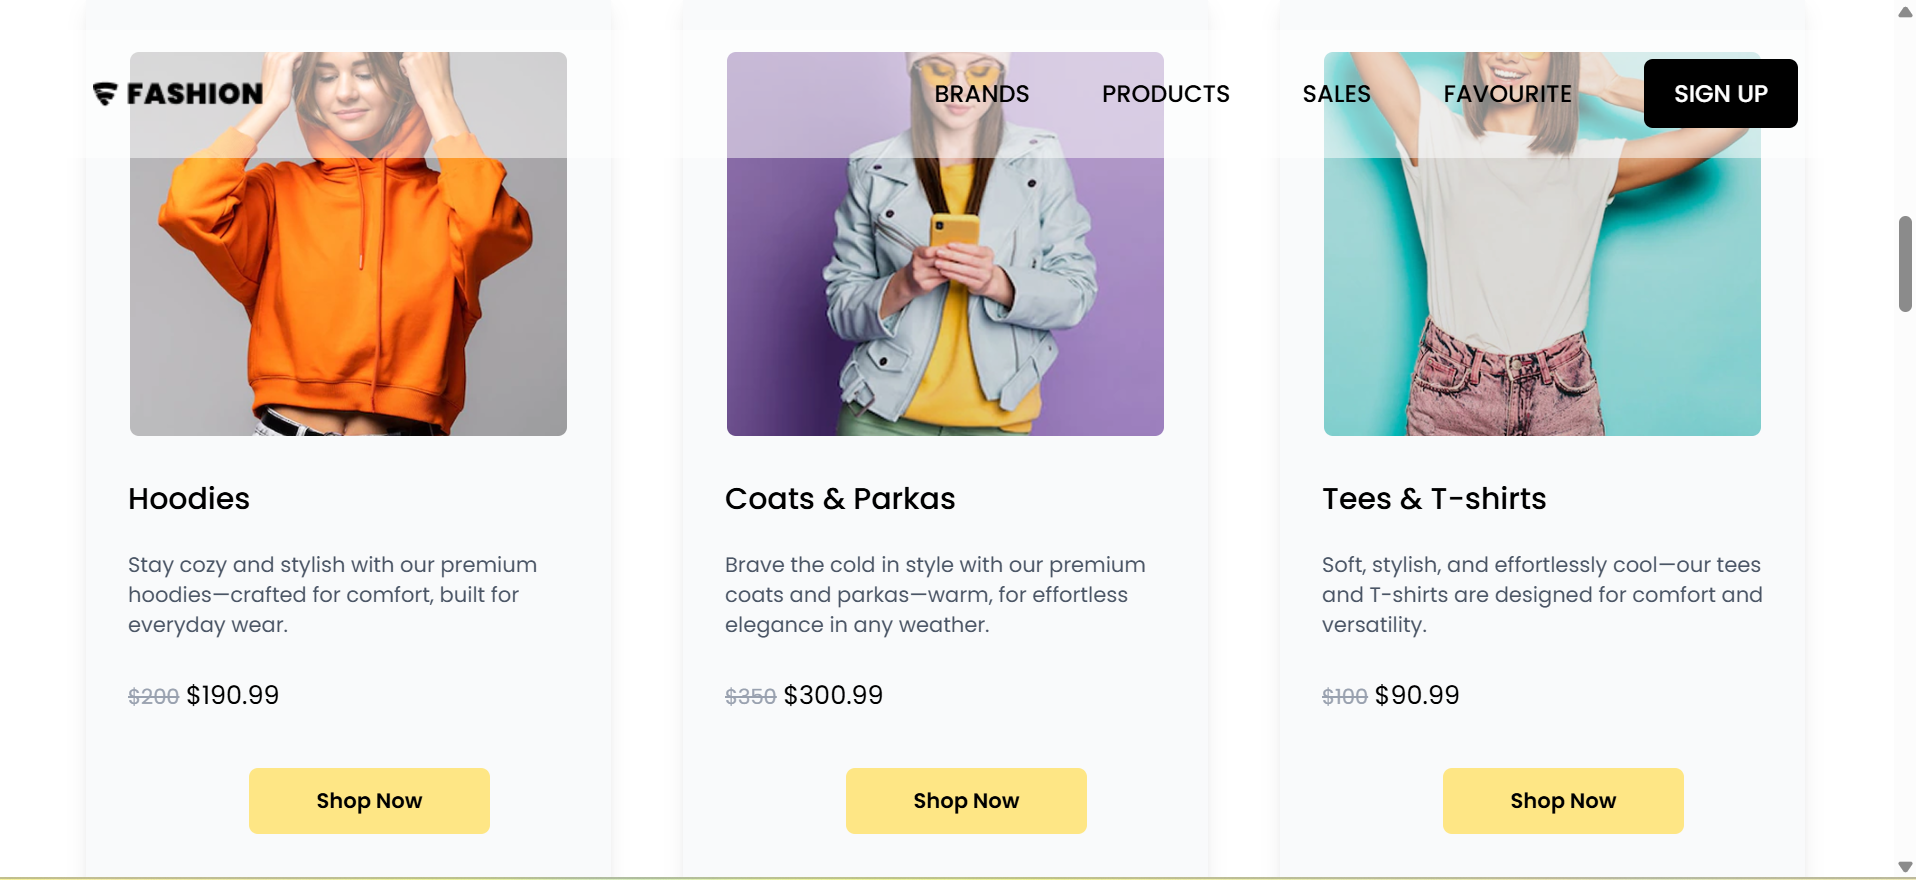 FASHION
BRANDS
PRODUCTS
SALES
FAVOURITE
SIGN UP
Hoodies
Stay cozy and stylish with our premium
hoodies—crafted for comfort, built for
everyday wear.
$200 $190.99
Shop Now
Coats & Parkas
Brave the cold in style with our premium
coats and parkas—warm, for effortless
elegance in any weather.
$350 $300.99
Shop Now
Tees & T-shirts
Soft, stylish, and effortlessly cool—our tees
and T-shirts are designed for comfort and
versatility.
$100 $90.99
Shop Now